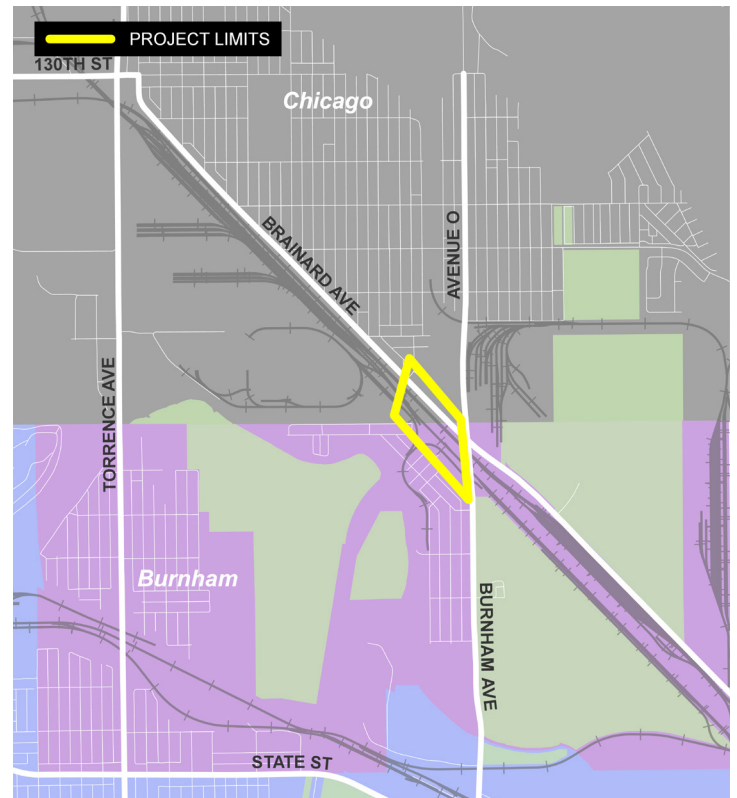 PROJECT LIMITS
130TH ST
Chicago
BRAINARD AVE
AVENUE O
TORRENCE AVE
Burnham
BURNHAM AVE
STATE ST